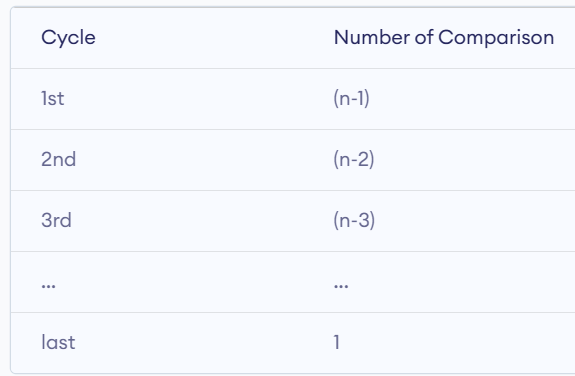 Cycle Number of Comparison
1st (n-1)
2nd (n-2)
3rd (n-3)
... ...
last 1